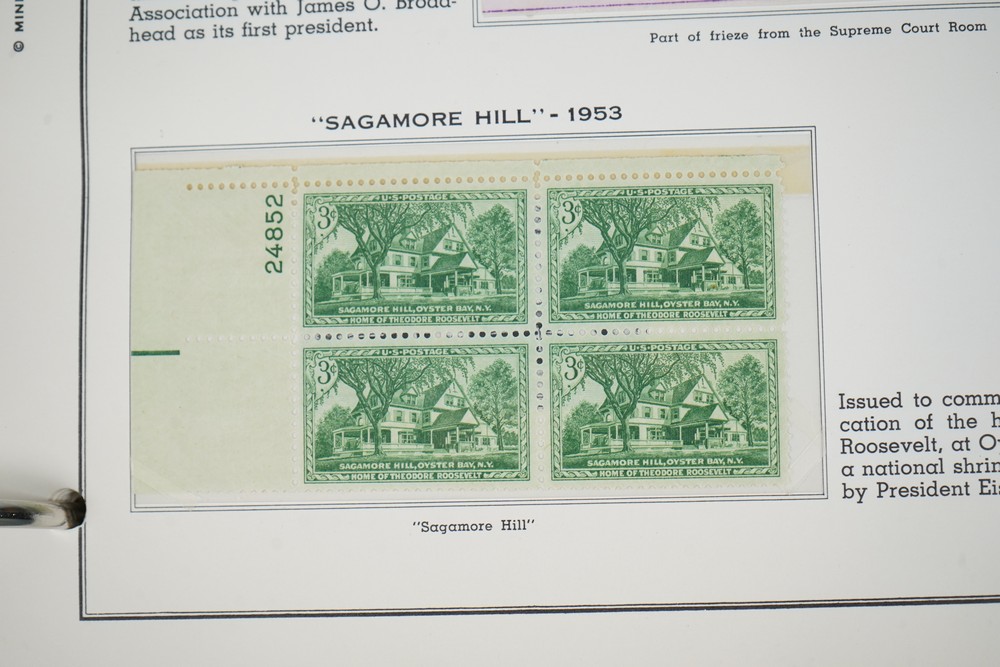 Association with James O. Broad-
head as its first president.
Part of frieze from the Supreme Court Room
©
"SAGAMORE HILL" - 1953
24852
U·S·POSTAGE
3¢
SAGAMORE HILL, OYSTER BAY, N.Y.
HOME OF THEODORE ROOSEVELT
U·S·POSTAGE
3¢
SAGAMORE HILL, OYSTER BAY, N.Y.
HOME OF THEODORE ROOSEVELT
U·S·POSTAGE
3¢
SAGAMORE HILL, OYSTER BAY, N.Y.
HOME OF THEODORE ROOSEVELT
U·S·POSTAGE
3¢
SAGAMORE HILL, OYSTER BAY, N.Y.
HOME OF THEODORE ROOSEVELT
"Sagamore Hill"
Issued to comm
cation of the h
Roosevelt, at Oy
a national shrin
by President Eis